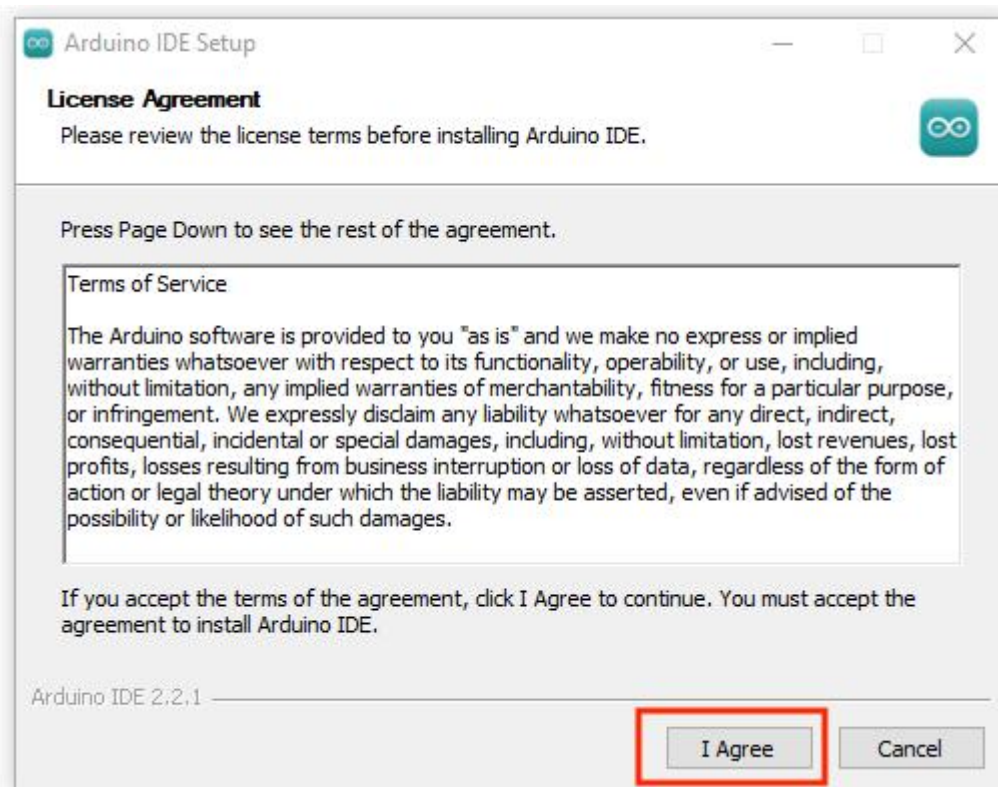 Arduino IDE Setup
License Agreement
Please review the license terms before installing Arduino IDE.
Press Page Down to see the rest of the agreement.
Terms of Service
The Arduino software is provided to you "as is" and we make no express or implied
warranties whatsoever with respect to its functionality, operability, or use, including,
without limitation, any implied warranties of merchantability, fitness for a particular purpose,
or infringement. We expressly disclaim any liability whatsoever for any direct, indirect,
consequential, incidental or special damages, including, without limitation, lost revenues, lost
profits, losses resulting from business interruption or loss of data, regardless of the form of
action or legal theory under which the liability may be asserted, even if advised of the
possibility or likelihood of such damages.
If you accept the terms of the agreement, click I Agree to continue. You must accept the
agreement to install Arduino IDE.
Arduino IDE 2.2.1
I Agree Cancel